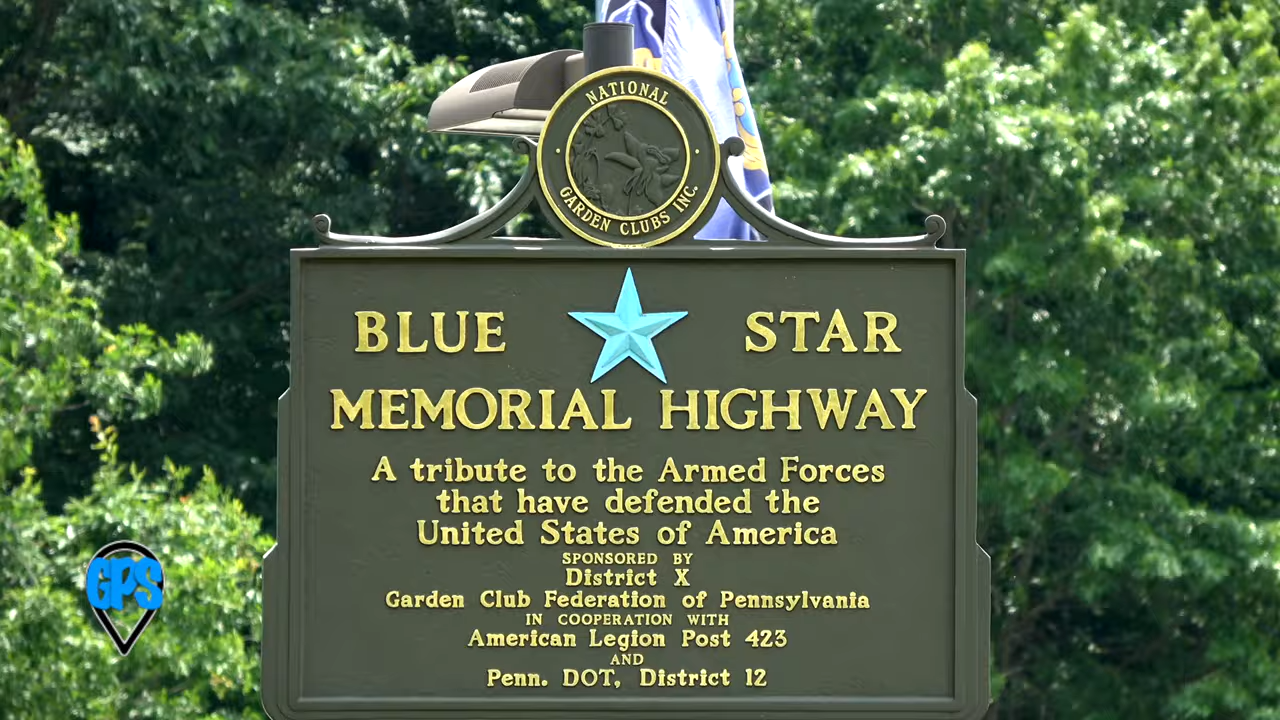 NATIONAL
GARDEN CLUBS INC.
BLUE STAR
MEMORIAL HIGHWAY
A tribute to the Armed Forces
that have defended the
United States of America
SPONSORED BY
District X
Garden Club Federation of Pennsylvania
IN COOPERATION WITH
American Legion Post 423
AND
Penn. DOT, District 12
GPS